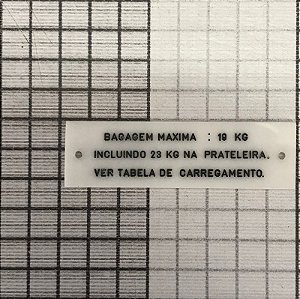 BAGAGEM MAXIMA : 19 KG
INCLUINDO 23 KG NA PRATELEIRA.
VER TABELA DE CARREGAMENTO.